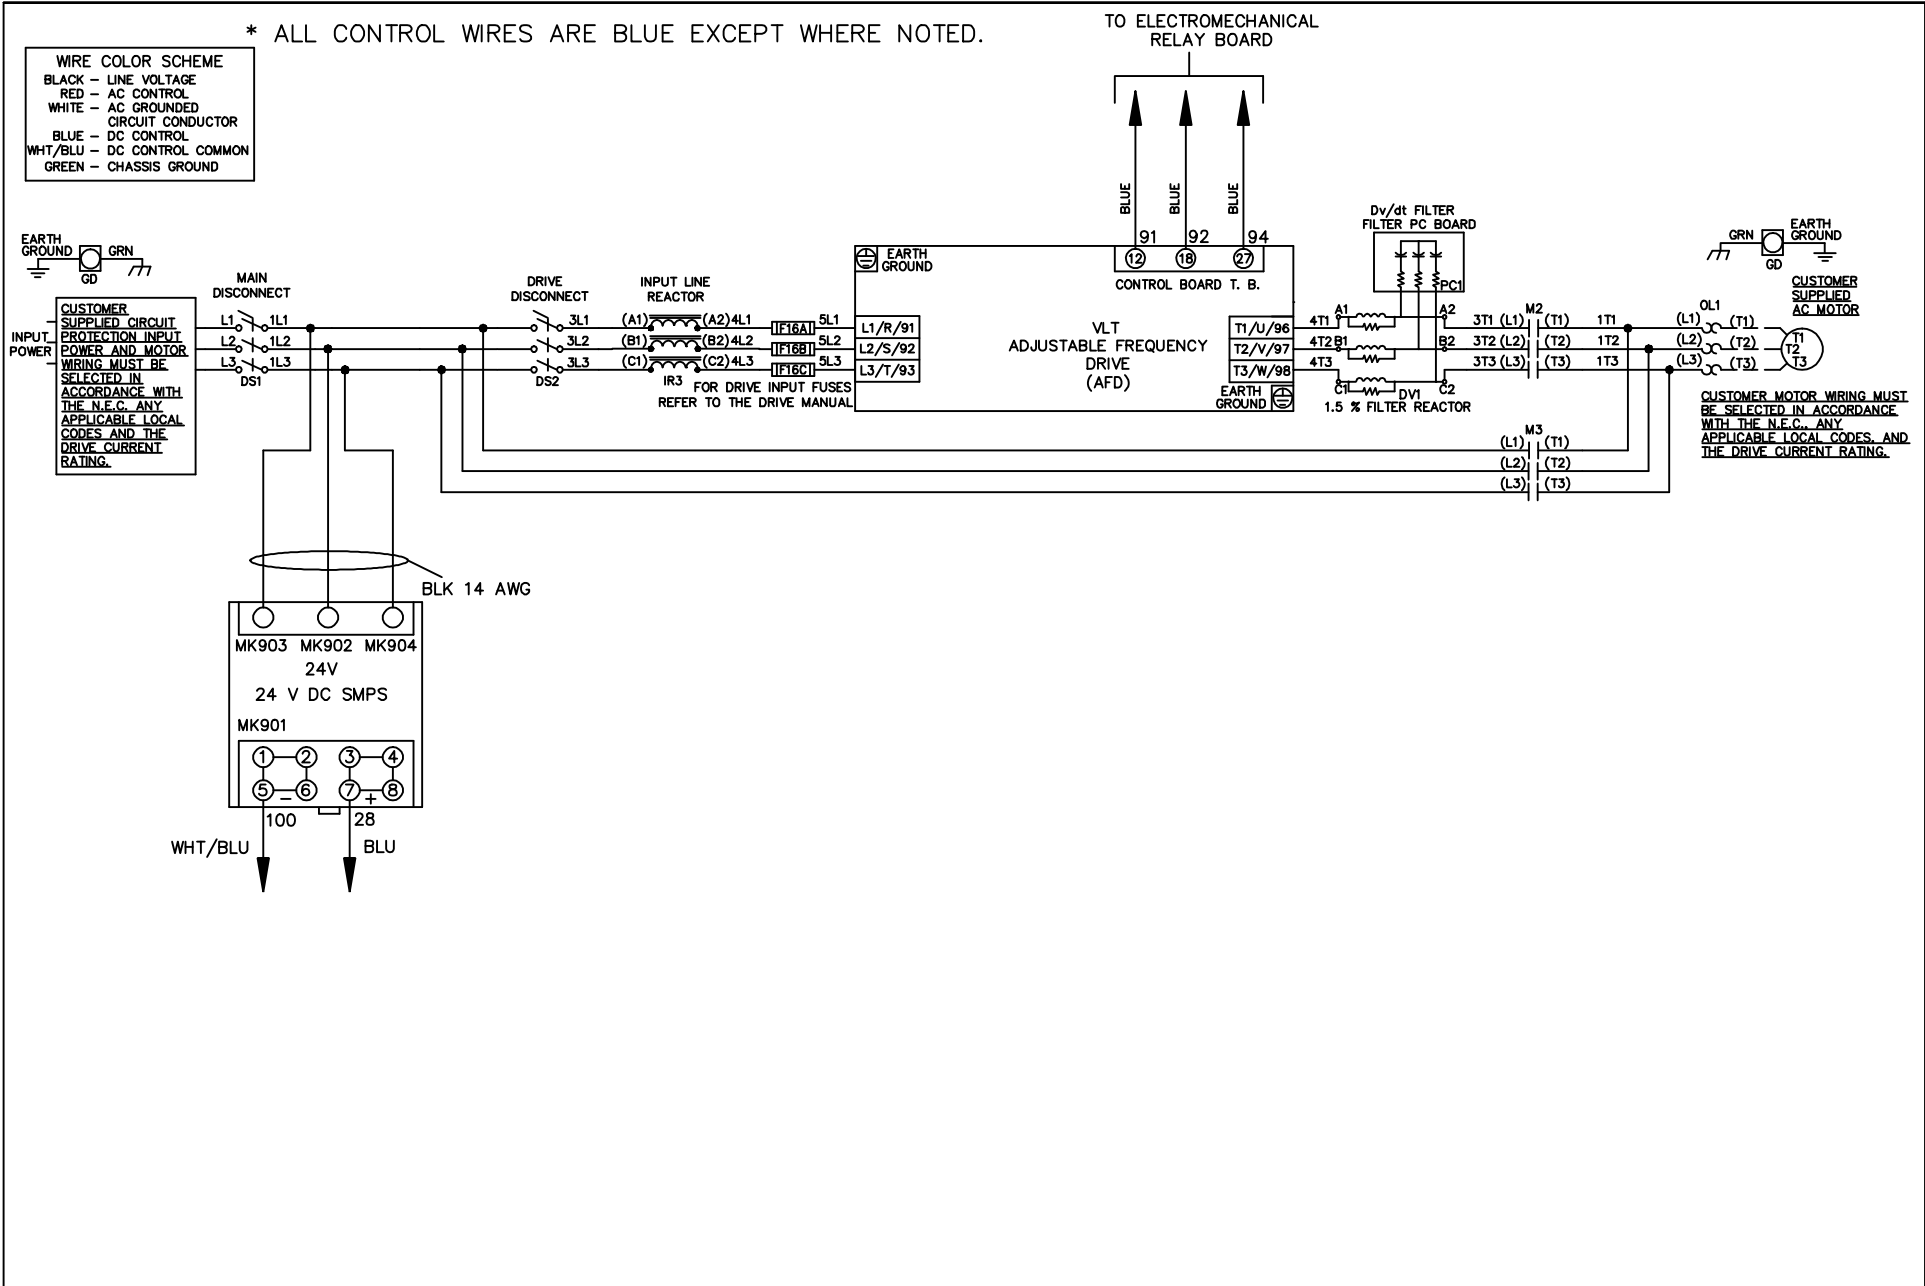 * ALL CONTROL WIRES ARE BLUE EXCEPT WHERE NOTED.
TO ELECTROMECHANICAL
RELAY BOARD
WIRE COLOR SCHEME
BLACK – LINE VOLTAGE
RED – AC CONTROL
WHITE – AC GROUNDED
CIRCUIT CONDUCTOR
BLUE – DC CONTROL
WHT/BLU – DC CONTROL COMMON
GREEN – CHASSIS GROUND
BLUE
BLUE
BLUE
91 92 94
12 18 27
CONTROL BOARD T. B.
EARTH
GROUND
GRN
GD
MAIN
DISCONNECT
L1 1L1
L2 1L2
L3 1L3
DS1
INPUT
POWER
CUSTOMER
SUPPLIED CIRCUIT
PROTECTION INPUT
POWER AND MOTOR
WIRING MUST BE
SELECTED IN
ACCORDANCE WITH
THE N.E.C. ANY
APPLICABLE LOCAL
CODES AND THE
DRIVE CURRENT
RATING.
DRIVE
DISCONNECT
3L1
3L2
3L3
DS2
INPUT LINE
REACTOR
(A1) (A2) 4L1
(B1) (B2) 4L2
(C1) (C2) 4L3
IR3
F16A 5L1
F16B 5L2
F16C 5L3
FOR DRIVE INPUT FUSES
REFER TO THE DRIVE MANUAL
EARTH
GROUND
L1/R/91
L2/S/92
L3/T/93
VLT
ADJUSTABLE FREQUENCY
DRIVE
(AFD)
T1/U/96
T2/V/97
T3/W/98
EARTH
GROUND
Dv/dt FILTER
FILTER PC BOARD
PC1
4T1 A1 A2
4T2 B1 B2
4T3 C1 C2
DV1
1.5 % FILTER REACTOR
M2
3T1 (L1) (T1) 1T1
3T2 (L2) (T2) 1T2
3T3 (L3) (T3) 1T3
M3
(L1) (T1)
(L2) (T2)
(L3) (T3)
OL1
(L1) (T1)
(L2) (T2)
(L3) (T3)
T1
T2
T3
GRN
GD
EARTH
GROUND
CUSTOMER
SUPPLIED
AC MOTOR
CUSTOMER MOTOR WIRING MUST
BE SELECTED IN ACCORDANCE
WITH THE N.E.C., ANY
APPLICABLE LOCAL CODES, AND
THE DRIVE CURRENT RATING.
BLK 14 AWG
MK903 MK902 MK904
24V
24 V DC SMPS
MK901
1 2 3 4
5 6 7 8
– +
100 28
WHT/BLU BLU